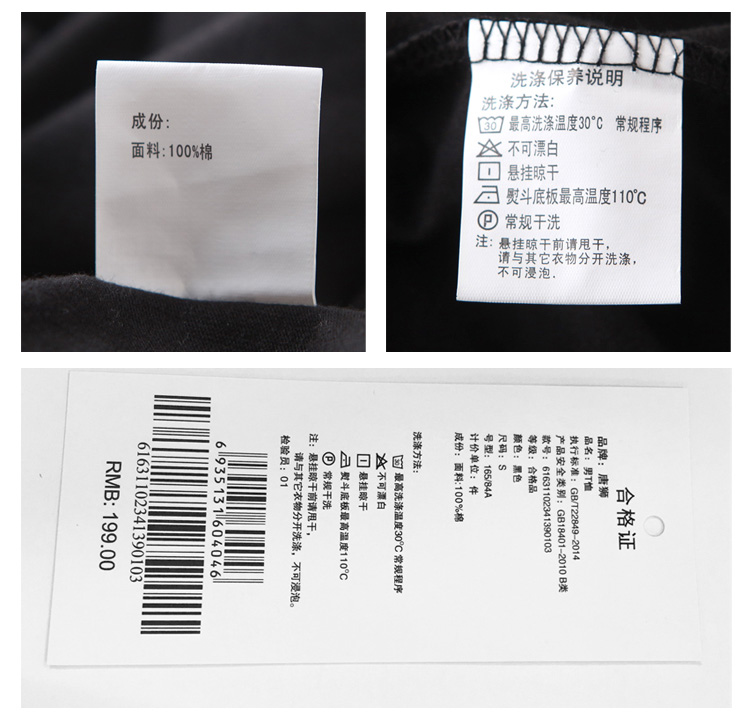 成份:
面料:100%棉
洗涤保养说明
洗涤方法:
30 最高洗涤温度30°C 常规程序
不可漂白
悬挂晾干
熨斗底板最高温度110℃
P 常规干洗
注: 悬挂晾干前请甩干,
请与其它衣物分开洗涤,
不可浸泡.
合格证
品牌: 唐狮
品名: 男T恤
执行标准: GB/T22849-2014
产品安全类别: GB18401-2010 B类
款号: 61631102341390103
等级: 合格品
颜色: 黑色
尺码: S
号型: 165/84A
计价单位: 件
成份: 面料:100%棉
洗涤方法:
30 最高洗涤温度30°C 常规程序
不可漂白
悬挂晾干
熨斗底板最高温度110°C
P 常规干洗
注: 悬挂晾干前请甩干,
请与其它衣物分开洗涤, 不可浸泡。
检验员: 01
6 935131 604046
61631102341390103
RMB: 199.00